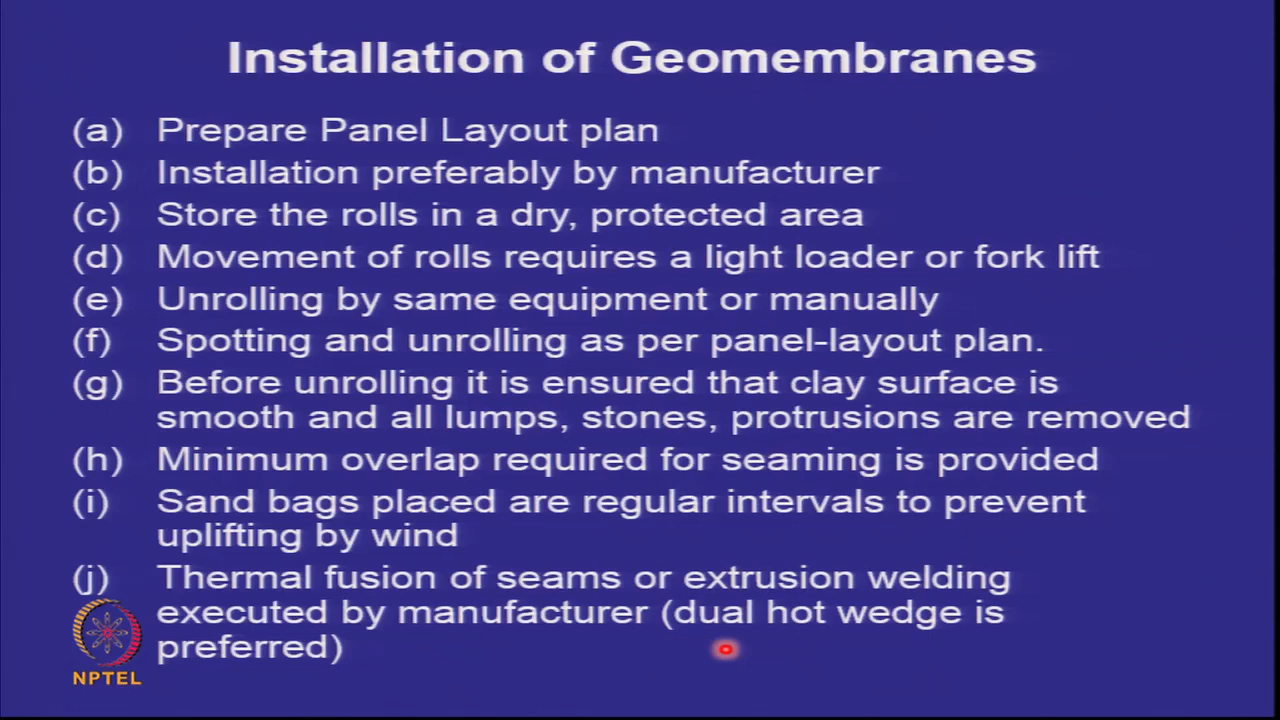 Installation of Geomembranes
(a) Prepare Panel Layout plan
(b) Installation preferably by manufacturer
(c) Store the rolls in a dry, protected area
(d) Movement of rolls requires a light loader or fork lift
(e) Unrolling by same equipment or manually
(f) Spotting and unrolling as per panel-layout plan.
(g) Before unrolling it is ensured that clay surface is
smooth and all lumps, stones, protrusions are removed
(h) Minimum overlap required for seaming is provided
(i) Sand bags placed are regular intervals to prevent
uplifting by wind
(j) Thermal fusion of seams or extrusion welding
executed by manufacturer (dual hot wedge is
preferred)
NPTEL